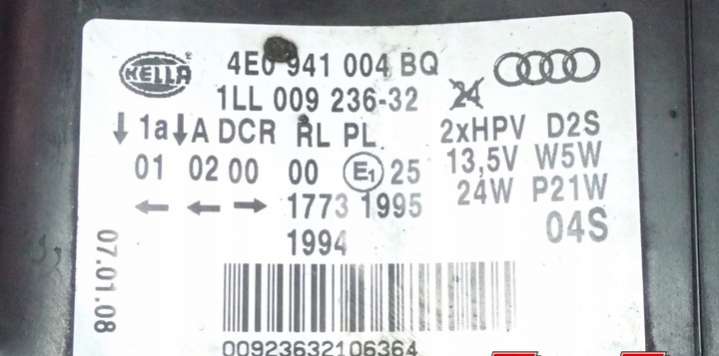 HELLA
4E0 941 004 BQ
1LL 009 236-32 24
↓ 1a ↓ A DCR RL PL 2xHPV D2S
01 02 00 00 E1 25 13,5V W5W
← ← → 1773 1995 24W P21W
1994 04S
07.01.08
00923632106364